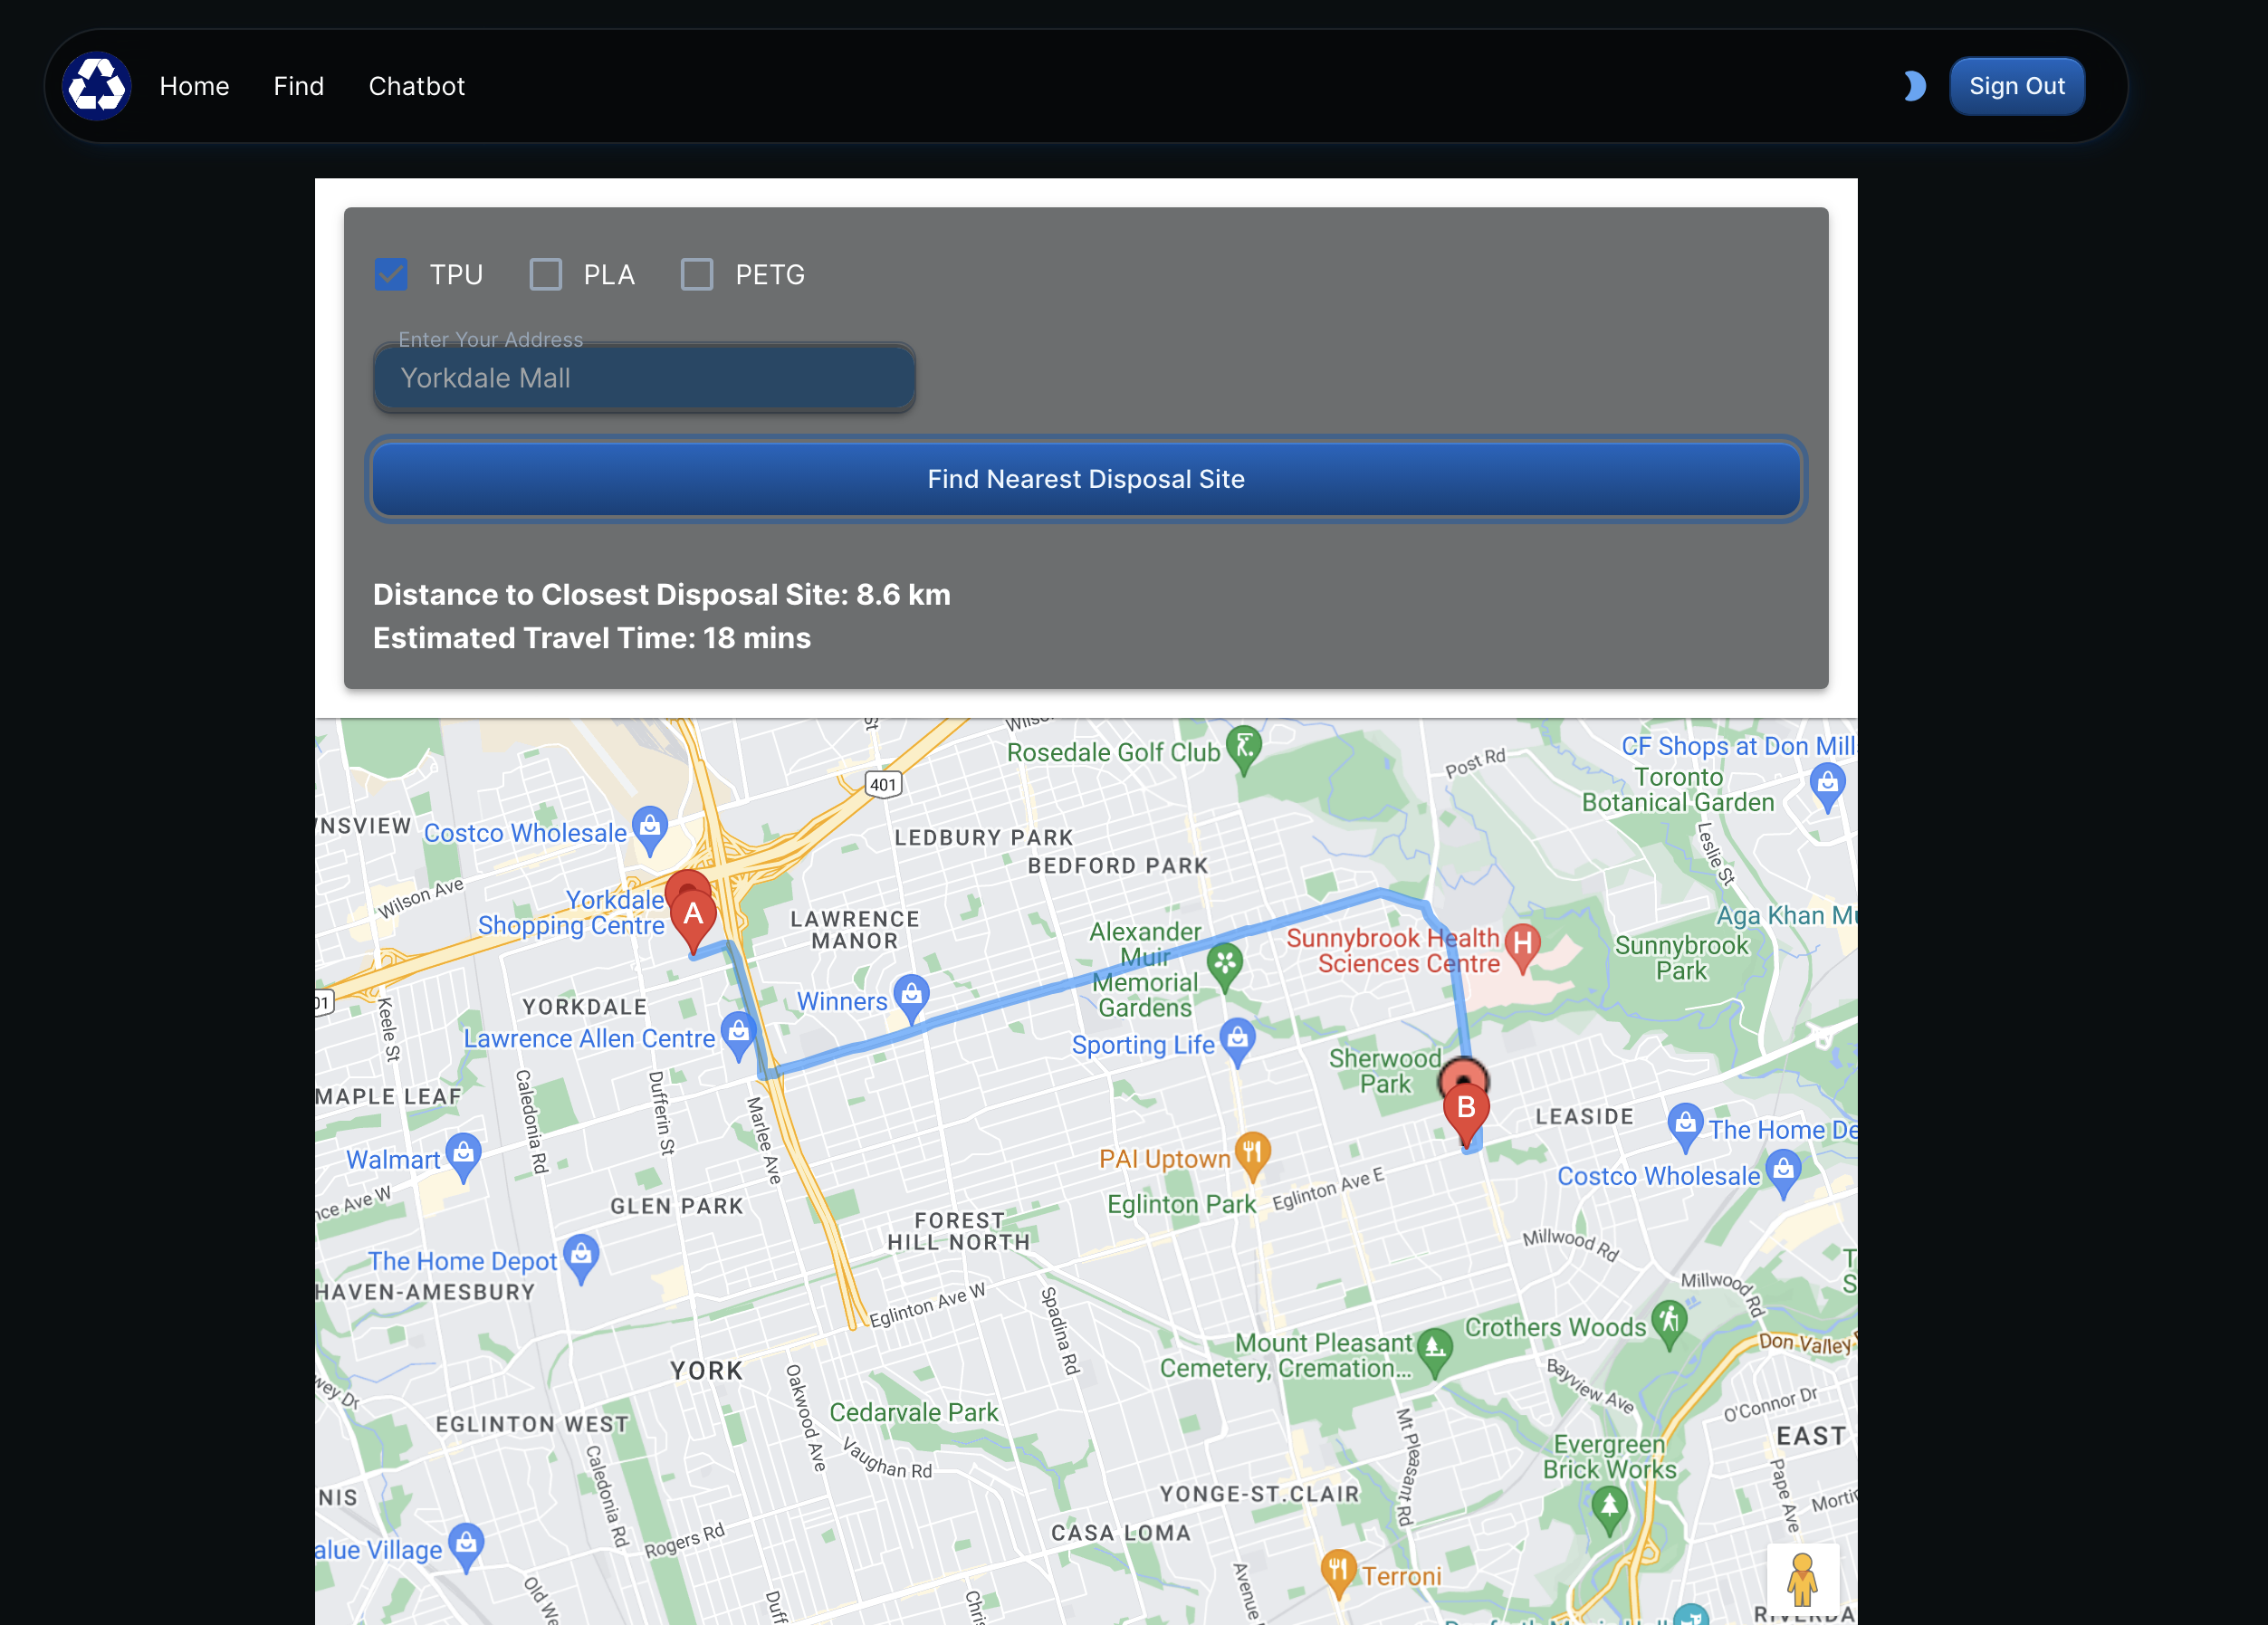 Home Find Chatbot Sign Out
TPU PLA PETG
Enter Your Address
Yorkdale Mall
Find Nearest Disposal Site
Distance to Closest Disposal Site: 8.6 km
Estimated Travel Time: 18 mins
Rosedale Golf Club
Post Rd
CF Shops at Don Mill
Toronto
Botanical Garden
401
Leslie St
NSVIEW
Costco Wholesale
LEDBURY PARK
BEDFORD PARK
Wilson Ave
Yorkdale
Shopping Centre
A
LAWRENCE
MANOR
Alexander
Muir
Memorial
Gardens
Sunnybrook Health
Sciences Centre
H
Aga Khan Mu
Sunnybrook
Park
01
Keele St
YORKDALE
Winners
Lawrence Allen Centre
Sporting Life
Sherwood
Park
B
LEASIDE
MAPLE LEAF
Caledonia Rd
Dufferin St
Marlee Ave
The Home De
Walmart
PAI Uptown
Costco Wholesale
nce Ave W
GLEN PARK
Eglinton Park
Eglinton Ave E
FOREST
HILL NORTH
Millwood Rd
The Home Depot
HAVEN-AMESBURY
Eglinton Ave W
Spadina Rd
Millwood Rd
Mount Pleasant
Cemetery, Cremation...
Crothers Woods
Don Valley
YORK
Oakwood Ave
Bayview Ave
O'Connor Dr
wey Dr
EGLINTON WEST
Cedarvale Park
Vaughan Rd
Mt Pleasant Rd
EAST
Evergreen
Brick Works
Caledonia Rd
Pape Ave
NIS
YONGE-ST.CLAIR
CASA LOMA
Rogers Rd
alue Village
Terroni
Avenue